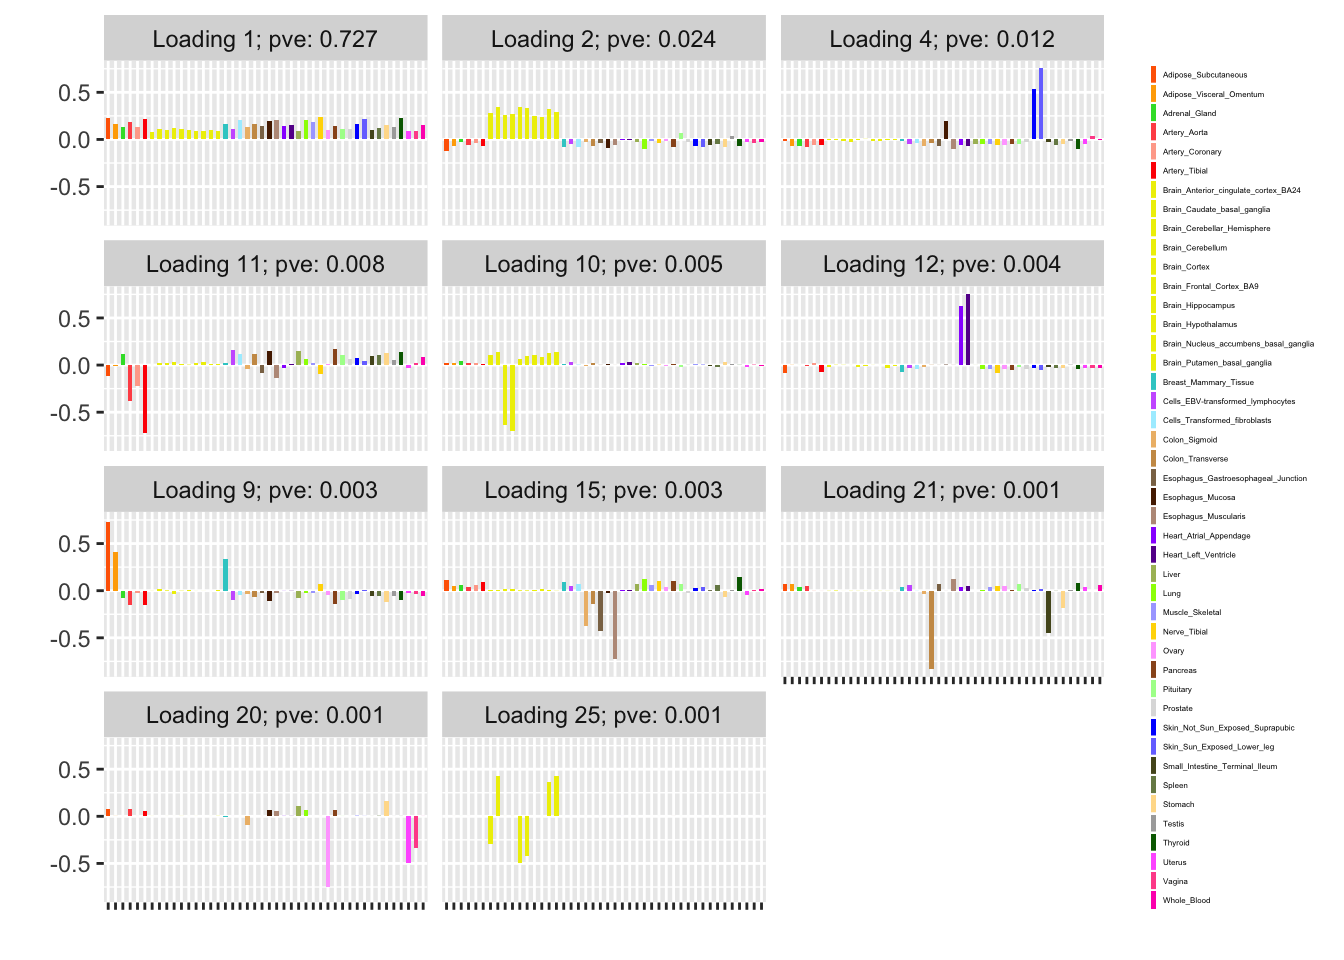 Loading 1; pve: 0.727
Loading 2; pve: 0.024
Loading 4; pve: 0.012
0.5
0.0
-0.5
Loading 11; pve: 0.008
Loading 10; pve: 0.005
Loading 12; pve: 0.004
0.5
0.0
-0.5
Loading 9; pve: 0.003
Loading 15; pve: 0.003
Loading 21; pve: 0.001
0.5
0.0
-0.5
Loading 20; pve: 0.001
Loading 25; pve: 0.001
0.5
0.0
-0.5
Adipose_Subcutaneous
Adipose_Visceral_Omentum
Adrenal_Gland
Artery_Aorta
Artery_Coronary
Artery_Tibial
Brain_Anterior_cingulate_cortex_BA24
Brain_Caudate_basal_ganglia
Brain_Cerebellar_Hemisphere
Brain_Cerebellum
Brain_Cortex
Brain_Frontal_Cortex_BA9
Brain_Hippocampus
Brain_Hypothalamus
Brain_Nucleus_accumbens_basal_ganglia
Brain_Putamen_basal_ganglia
Breast_Mammary_Tissue
Cells_EBV-transformed_lymphocytes
Cells_Transformed_fibroblasts
Colon_Sigmoid
Colon_Transverse
Esophagus_Gastroesophageal_Junction
Esophagus_Mucosa
Esophagus_Muscularis
Heart_Atrial_Appendage
Heart_Left_Ventricle
Liver
Lung
Muscle_Skeletal
Nerve_Tibial
Ovary
Pancreas
Pituitary
Prostate
Skin_Not_Sun_Exposed_Suprapubic
Skin_Sun_Exposed_Lower_leg
Small_Intestine_Terminal_Ileum
Spleen
Stomach
Testis
Thyroid
Uterus
Vagina
Whole_Blood